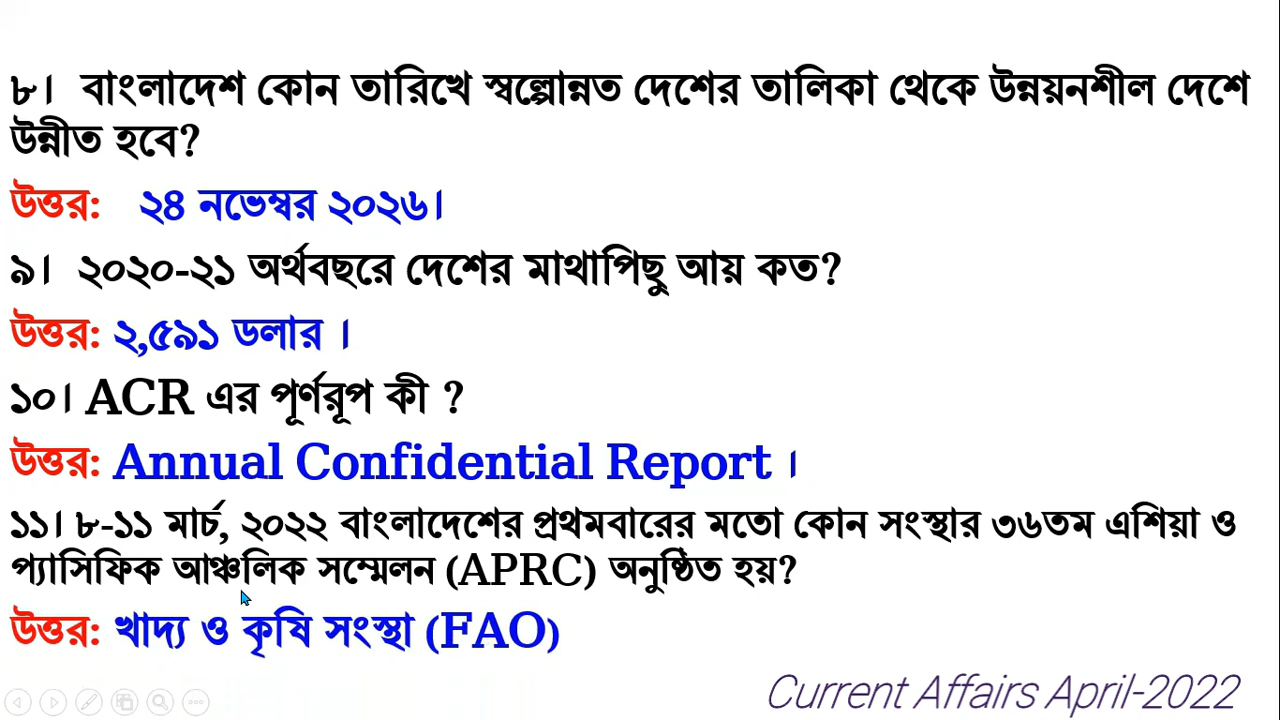 ৮। বাংলাদেশ কোন তারিখে স্বল্পোন্নত দেশের তালিকা থেকে উন্নয়নশীল দেশে
উন্নীত হবে?
উত্তর: ২৪ নভেম্বর ২০২৬।
৯। ২০২০-২১ অর্থবছরে দেশের মাথাপিছু আয় কত?
উত্তর: ২,৫৯১ ডলার ।
১০। ACR এর পূর্ণরূপ কী ?
উত্তর: Annual Confidential Report ।
১১। ৮-১১ মার্চ, ২০২২ বাংলাদেশের প্রথমবারের মতো কোন সংস্থার ৩৬তম এশিয়া ও
প্যাসিফিক আঞ্চলিক সম্মেলন (APRC) অনুষ্ঠিত হয়?
উত্তর: খাদ্য ও কৃষি সংস্থা (FAO)
Current Affairs April-2022